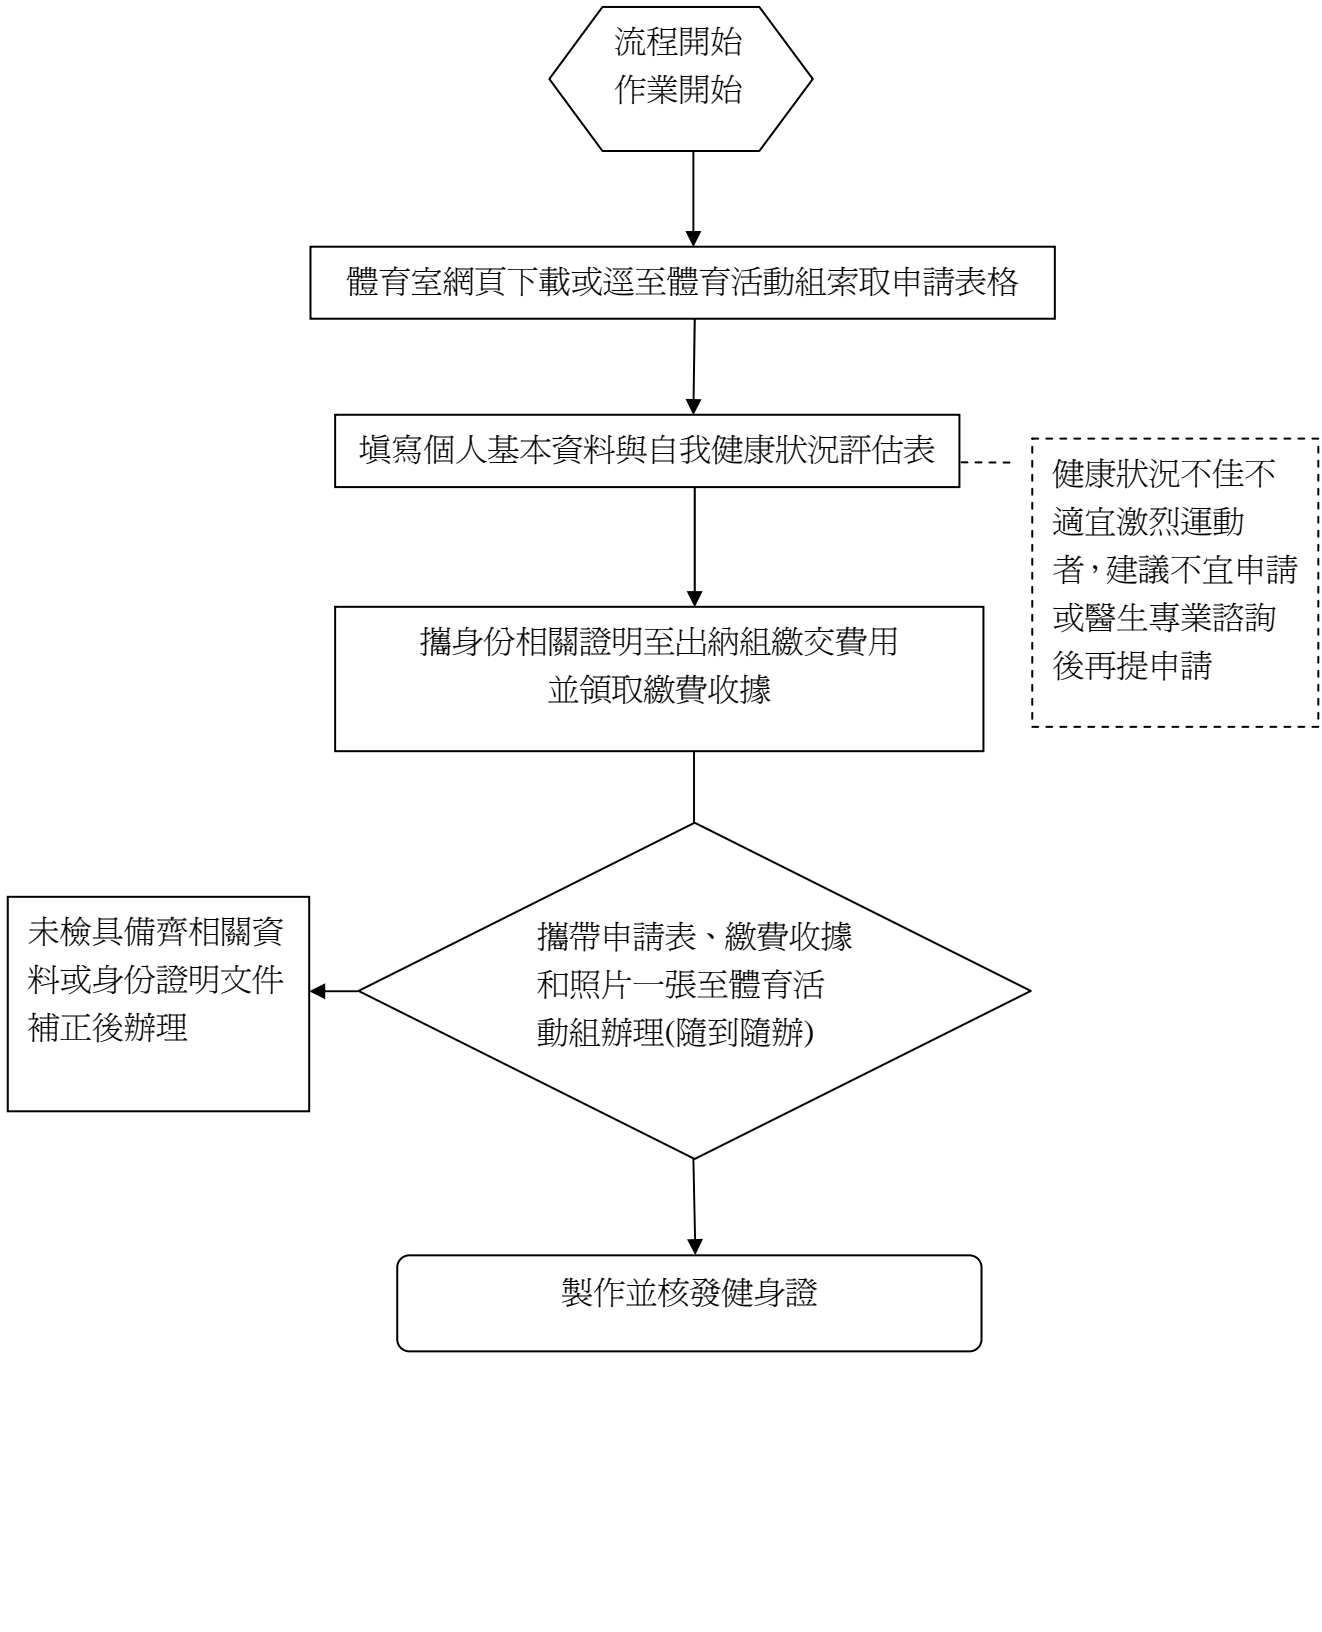 流程開始
作業開始
體育室網頁下載或逕至體育活動組索取申請表格
填寫個人基本資料與自我健康狀況評估表
健康狀況不佳不
適宜激烈運動
者，建議不宜申請
或醫生專業諮詢
後再提申請
攜身份相關證明至出納組繳交費用
並領取繳費收據
攜帶申請表、繳費收據
和照片一張至體育活
動組辦理(隨到隨辦)
未檢具備齊相關資
料或身份證明文件
補正後辦理
製作並核發健身證